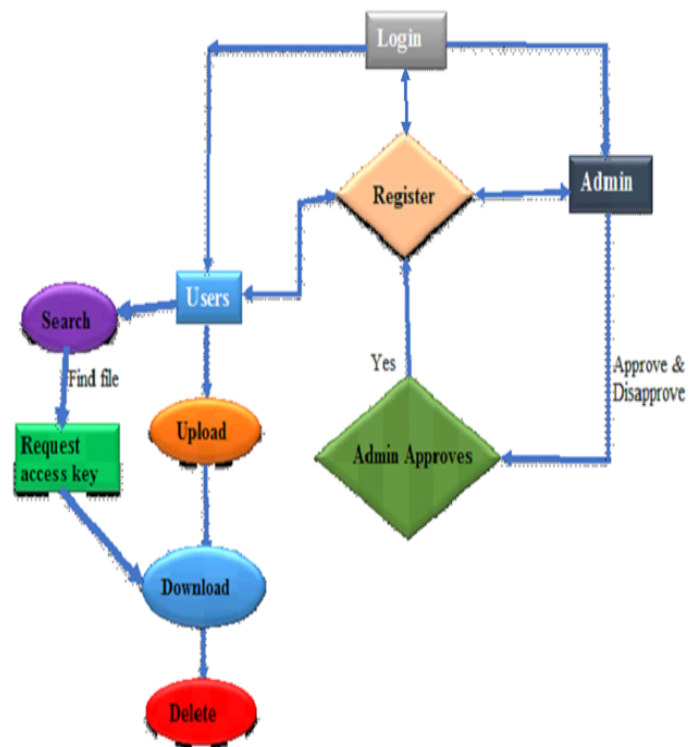 Login
Register
Admin
Users
Search
Find file
Yes
Approve &
Disapprove
Request
access key
Upload
Admin Approves
Download
Delete